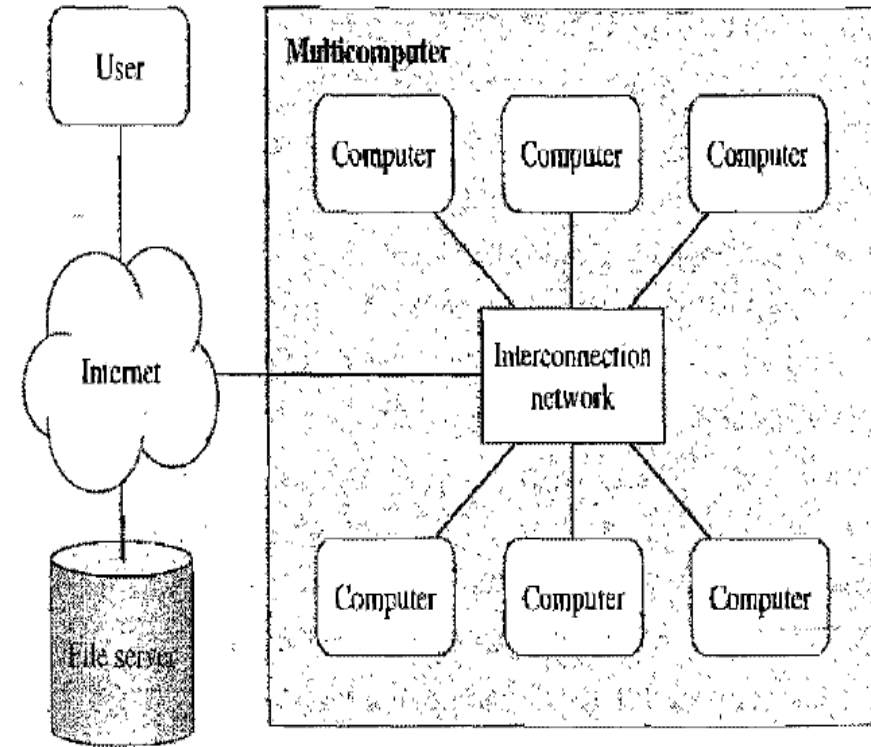 User
Multicomputer
Computer
Computer
Computer
Internet
Interconnection
network
Computer
Computer
Computer
File server